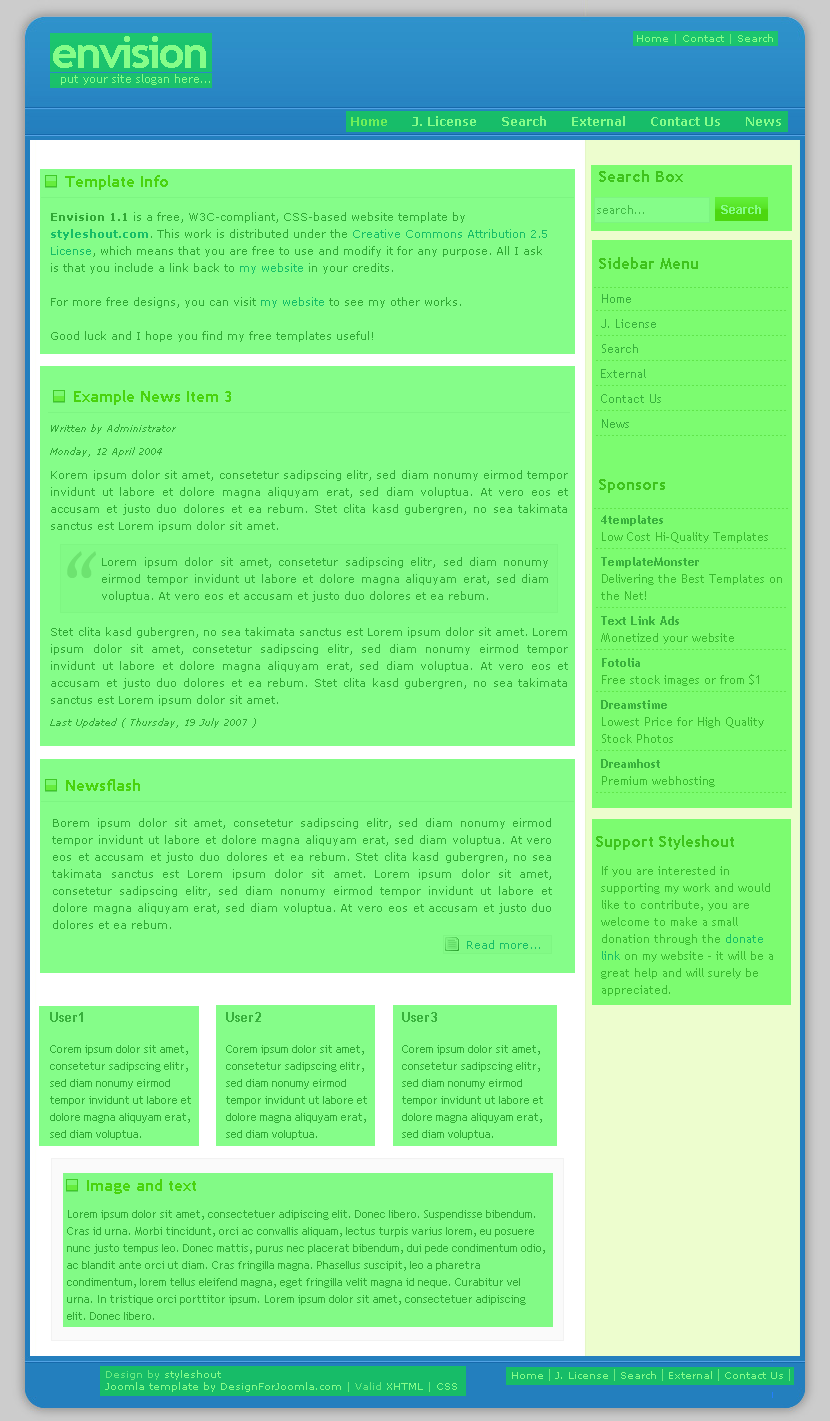 envision
put your site slogan here...
Home | Contact | Search
Home J. License Search External Contact Us News
Template Info
Envision 1.1 is a free, W3C-compliant, CSS-based website template by
styleshout.com. This work is distributed under the Creative Commons Attribution 2.5
License, which means that you are free to use and modify it for any purpose. All I ask
is that you include a link back to my website in your credits.
For more free designs, you can visit my website to see my other works.
Good luck and I hope you find my free templates useful!
Example News Item 3
Written by Administrator
Monday, 12 April 2004
Korem ipsum dolor sit amet, consetetur sadipscing elitr, sed diam nonumy eirmod tempor
invidunt ut labore et dolore magna aliquyam erat, sed diam voluptua. At vero eos et
accusam et justo duo dolores et ea rebum. Stet clita kasd gubergren, no sea takimata
sanctus est Lorem ipsum dolor sit amet.
“ Lorem ipsum dolor sit amet, consetetur sadipscing elitr, sed diam nonumy
eirmod tempor invidunt ut labore et dolore magna aliquyam erat, sed diam
voluptua. At vero eos et accusam et justo duo dolores et ea rebum.
Stet clita kasd gubergren, no sea takimata sanctus est Lorem ipsum dolor sit amet. Lorem
ipsum dolor sit amet, consetetur sadipscing elitr, sed diam nonumy eirmod tempor
invidunt ut labore et dolore magna aliquyam erat, sed diam voluptua. At vero eos et
accusam et justo duo dolores et ea rebum. Stet clita kasd gubergren, no sea takimata
sanctus est Lorem ipsum dolor sit amet.
Last Updated ( Thursday, 19 July 2007 )
Newsflash
Borem ipsum dolor sit amet, consetetur sadipscing elitr, sed diam nonumy eirmod
tempor invidunt ut labore et dolore magna aliquyam erat, sed diam voluptua. At vero
eos et accusam et justo duo dolores et ea rebum. Stet clita kasd gubergren, no sea
takimata sanctus est Lorem ipsum dolor sit amet. Lorem ipsum dolor sit amet,
consetetur sadipscing elitr, sed diam nonumy eirmod tempor invidunt ut labore et
dolore magna aliquyam erat, sed diam voluptua. At vero eos et accusam et justo duo
dolores et ea rebum.
Read more...
User1
Corem ipsum dolor sit amet,
consetetur sadipscing elitr,
sed diam nonumy eirmod
tempor invidunt ut labore et
dolore magna aliquyam erat,
sed diam voluptua.
User2
Corem ipsum dolor sit amet,
consetetur sadipscing elitr,
sed diam nonumy eirmod
tempor invidunt ut labore et
dolore magna aliquyam erat,
sed diam voluptua.
User3
Corem ipsum dolor sit amet,
consetetur sadipscing elitr,
sed diam nonumy eirmod
tempor invidunt ut labore et
dolore magna aliquyam erat,
sed diam voluptua.
Image and text
Lorem ipsum dolor sit amet, consectetuer adipiscing elit. Donec libero. Suspendisse bibendum.
Cras id urna. Morbi tincidunt, orci ac convallis aliquam, lectus turpis varius lorem, eu posuere
nunc justo tempus leo. Donec mattis, purus nec placerat bibendum, dui pede condimentum odio,
ac blandit ante orci ut diam. Cras fringilla magna. Phasellus suscipit, leo a pharetra
condimentum, lorem tellus eleifend magna, eget fringilla velit magna id neque. Curabitur vel
urna. In tristique orci porttitor ipsum. Lorem ipsum dolor sit amet, consectetuer adipiscing
elit. Donec libero.
Search Box
search... Search
Sidebar Menu
Home
J. License
Search
External
Contact Us
News
Sponsors
4templates
Low Cost Hi-Quality Templates
TemplateMonster
Delivering the Best Templates on
the Net!
Text Link Ads
Monetized your website
Fotolia
Free stock images or from $1
Dreamstime
Lowest Price for High Quality
Stock Photos
Dreamhost
Premium webhosting
Support Styleshout
If you are interested in
supporting my work and would
like to contribute, you are
welcome to make a small
donation through the donate
link on my website - it will be a
great help and will surely be
appreciated.
Design by styleshout
Joomla template by DesignForJoomla.com | Valid XHTML | CSS
Home | J. License | Search | External | Contact Us |